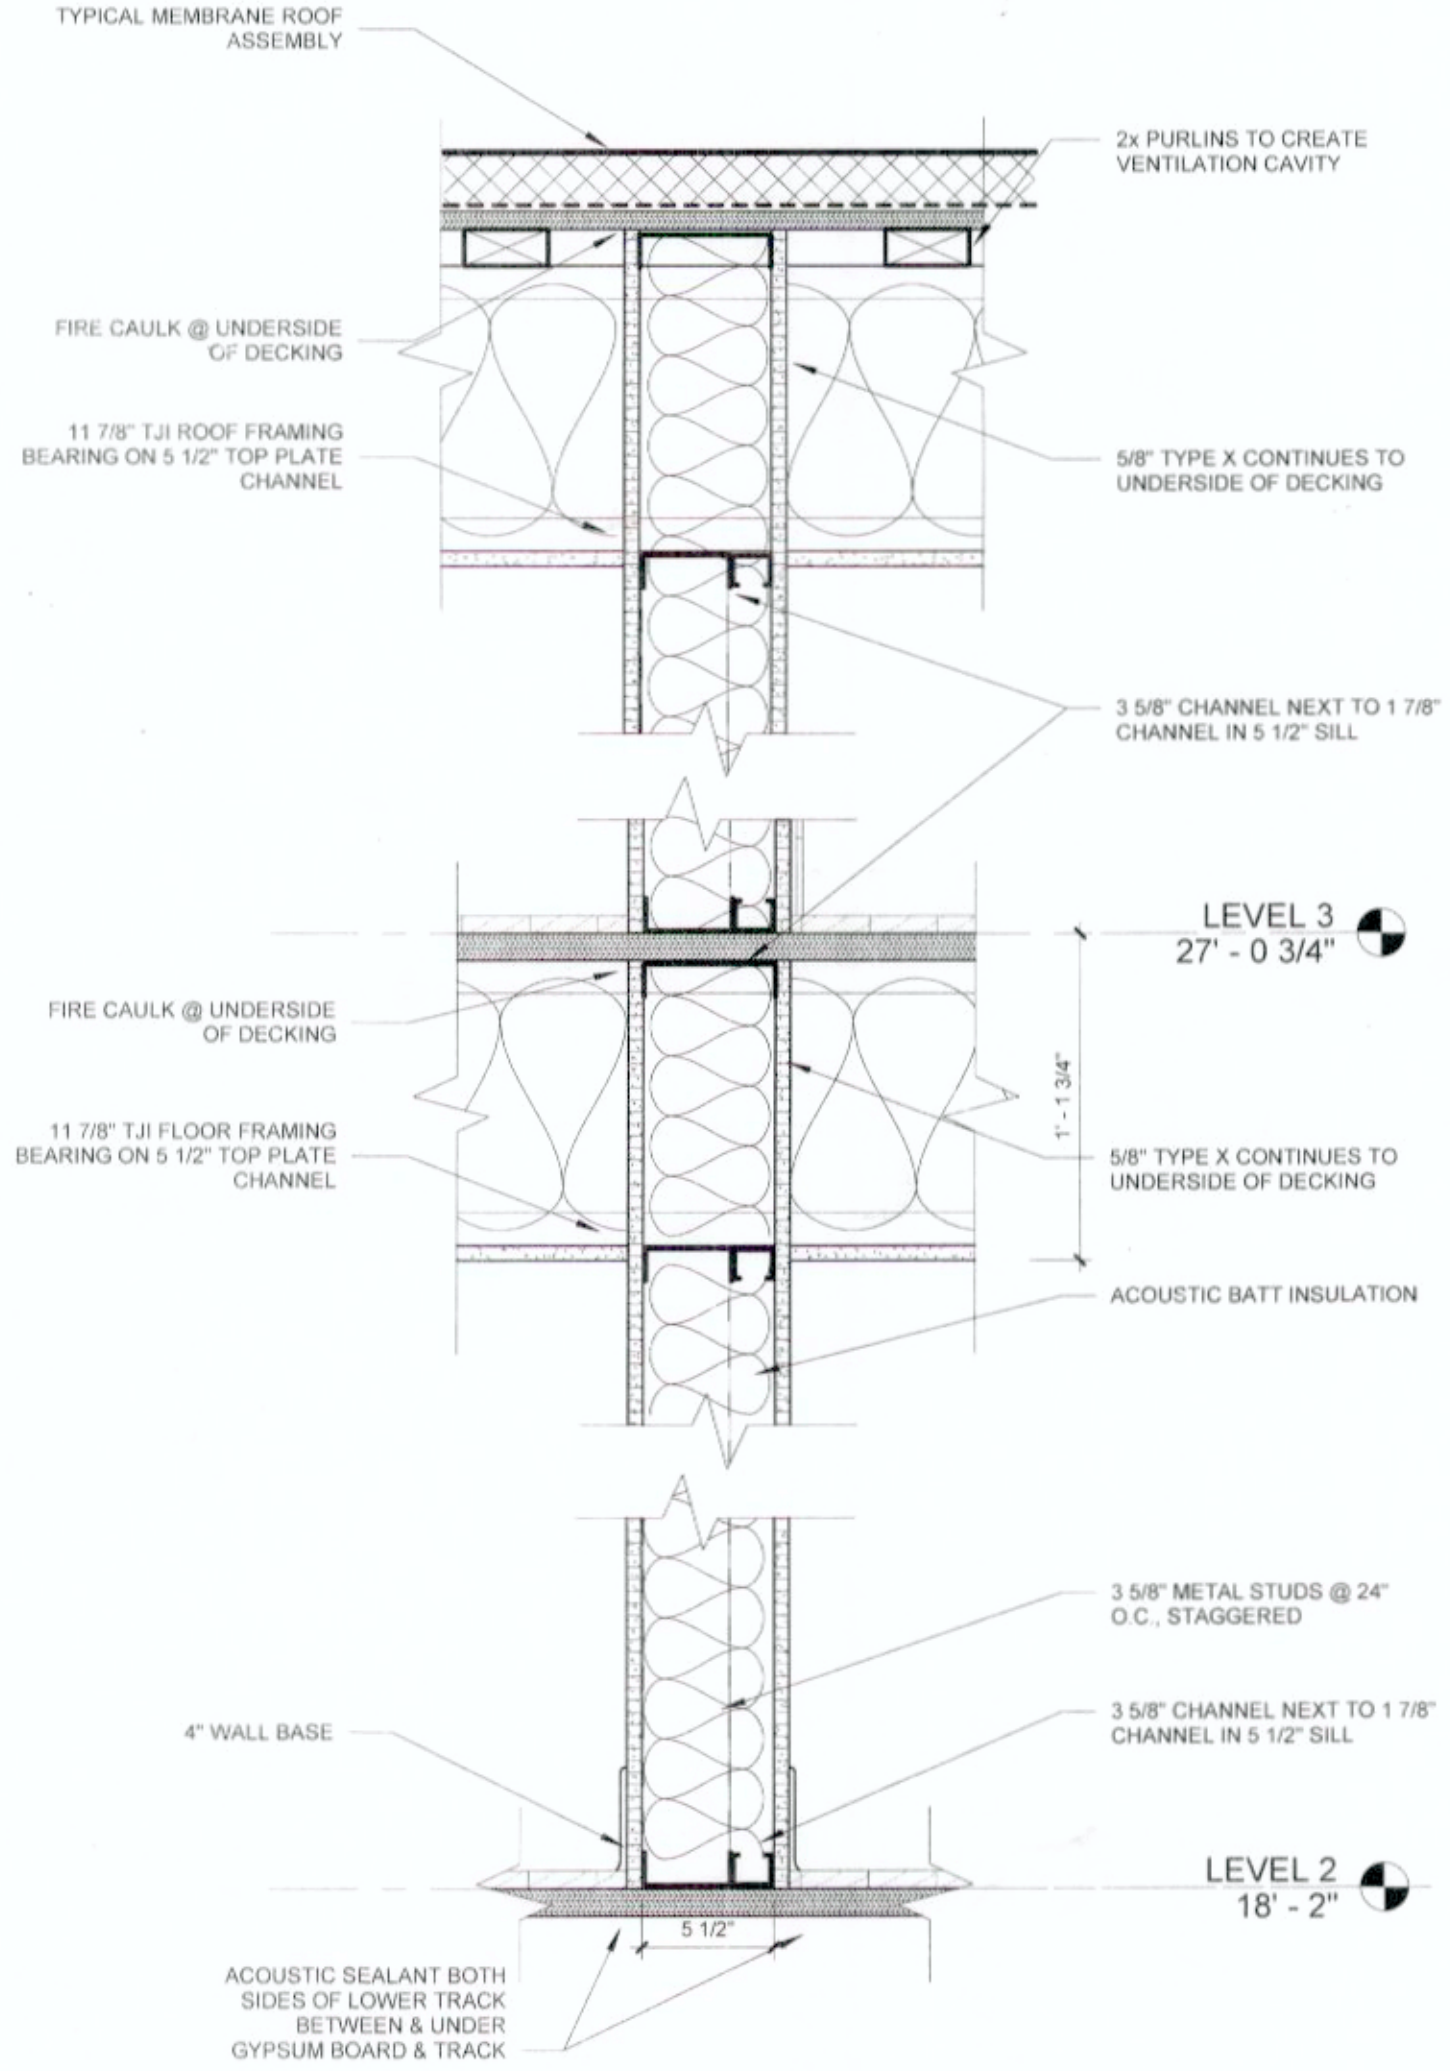 TYPICAL MEMBRANE ROOF
ASSEMBLY
2x PURLINS TO CREATE
VENTILATION CAVITY
FIRE CAULK @ UNDERSIDE
OF DECKING
11 7/8" TJI ROOF FRAMING
BEARING ON 5 1/2" TOP PLATE
CHANNEL
5/8" TYPE X CONTINUES TO
UNDERSIDE OF DECKING
3 5/8" CHANNEL NEXT TO 1 7/8"
CHANNEL IN 5 1/2" SILL
LEVEL 3
27' - 0 3/4"
FIRE CAULK @ UNDERSIDE
OF DECKING
1' - 1 3/4"
11 7/8" TJI FLOOR FRAMING
BEARING ON 5 1/2" TOP PLATE
CHANNEL
5/8" TYPE X CONTINUES TO
UNDERSIDE OF DECKING
ACOUSTIC BATT INSULATION
3 5/8" METAL STUDS @ 24"
O.C., STAGGERED
4" WALL BASE
3 5/8" CHANNEL NEXT TO 1 7/8"
CHANNEL IN 5 1/2" SILL
LEVEL 2
18' - 2"
5 1/2"
ACOUSTIC SEALANT BOTH
SIDES OF LOWER TRACK
BETWEEN & UNDER
GYPSUM BOARD & TRACK